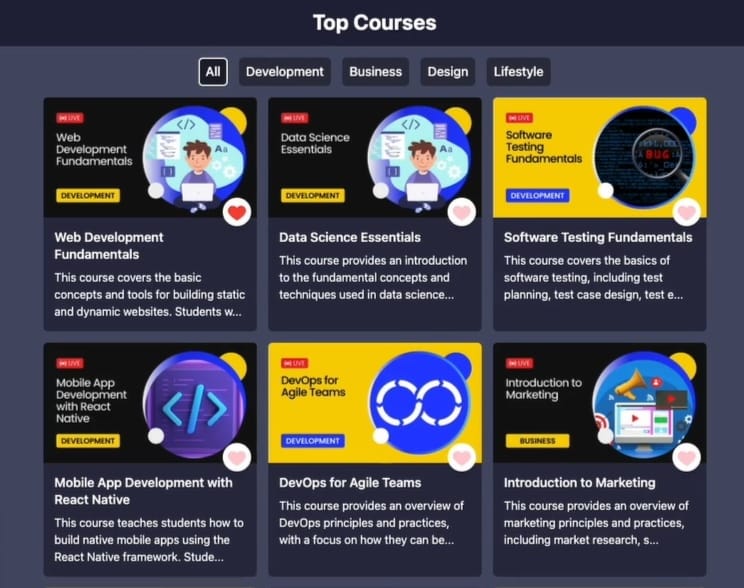 Top Courses
All Development Business Design Lifestyle
LIVE
Web
Development
Fundamentals
Aa
DEVELOPMENT
Web Development
Fundamentals
This course covers the basic
concepts and tools for building static
and dynamic websites. Students w...
LIVE
Data Science
Essentials
Aa
DEVELOPMENT
Data Science Essentials
This course provides an introduction
to the fundamental concepts and
techniques used in data science...
LIVE
Software
Testing
Fundamentals
BUG
DEVELOPMENT
Software Testing Fundamentals
This course covers the basics of
software testing, including test
planning, test case design, test e...
LIVE
Mobile App
Development
with React
Native
</>
DEVELOPMENT
Mobile App Development with
React Native
This course teaches students how to
build native mobile apps using the
React Native framework. Stude...
LIVE
DevOps for
Agile Teams
DEVELOPMENT
DevOps for Agile Teams
This course provides an overview of
DevOps principles and practices,
with a focus on how they can be...
LIVE
Introduction to
Marketing
BUSINESS
Introduction to Marketing
This course provides an overview of
marketing principles and practices,
including market research, s...